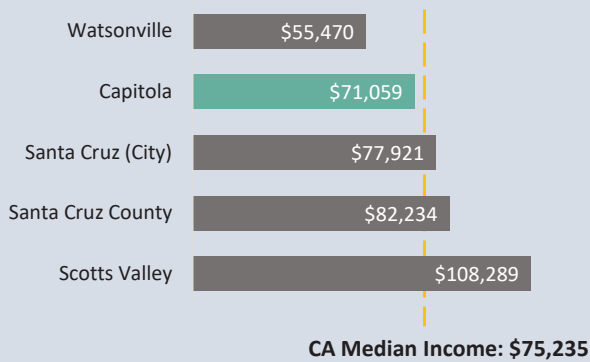 Watsonville $55,470
Capitola $71,059
Santa Cruz (City) $77,921
Santa Cruz County $82,234
Scotts Valley $108,289
CA Median Income: $75,235